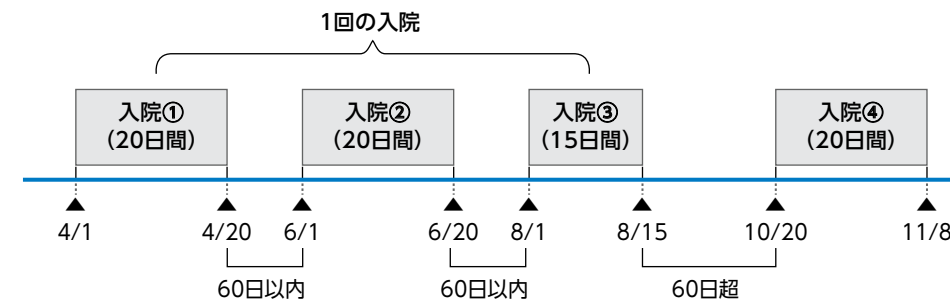 1回の入院
入院①
(20日間)
入院②
(20日間)
入院③
(15日間)
入院④
(20日間)
4/1
4/20
6/1
6/20
8/1
8/15
10/20
11/8
60日以内
60日以内
60日超